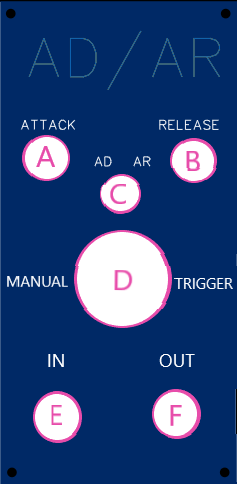 AD/AR
ATTACK RELEASE
A B
AD AR
C
MANUAL D TRIGGER
IN OUT
E F